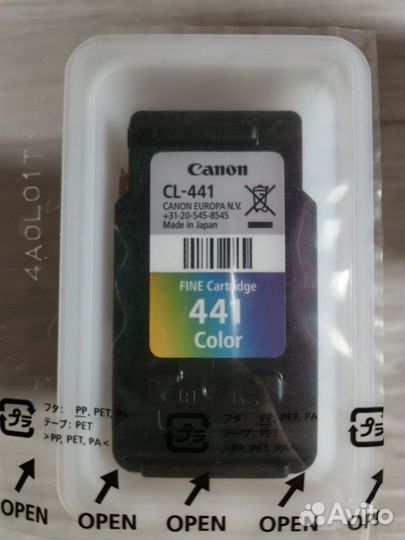 4A0L01T
Canon
CL-441
CANON EUROPA N.V.
+31-20-545-8545
Made in Japan
FINE Cartridge
441
Color
フタ: PP, PET, PA
テープ: PET
>PP, PET, PA<
プラ
フタ: PP, PET, PA
テープ: PET
>PP, PET, PA<
プラ
OPEN OPEN OPEN OPEN OPEN
Avito